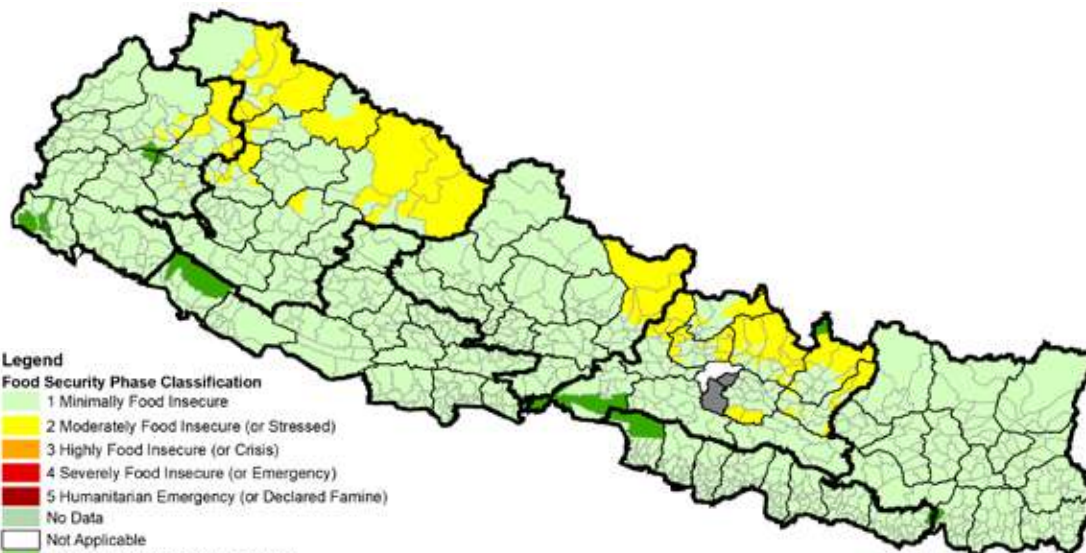 Legend
Food Security Phase Classification
1 Minimally Food Insecure
2 Moderately Food Insecure (or Stressed)
3 Highly Food Insecure (or Crisis)
4 Severely Food Insecure (or Emergency)
5 Humanitarian Emergency (or Declared Famine)
No Data
Not Applicable